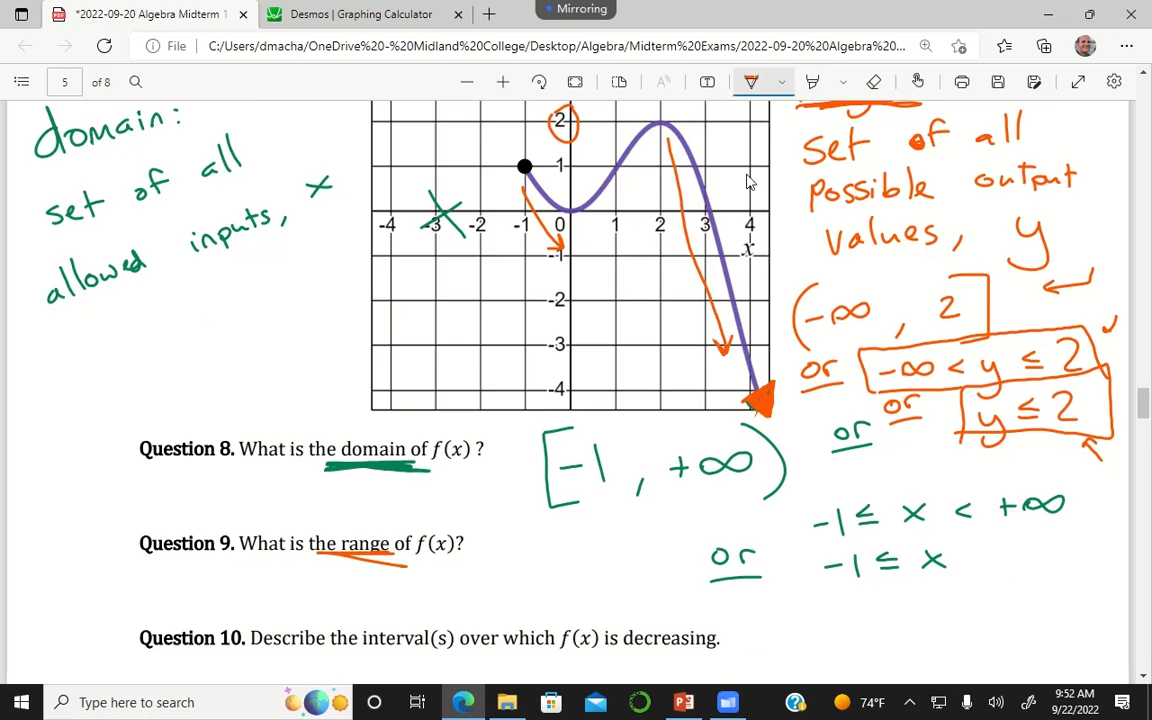 Mirroring
*2022-09-20 Algebra Midterm
Desmos | Graphing Calculator
File C:/Users/dmacha/OneDrive%20-%20Midland%20College/Desktop/Algebra/Midterm%20Exams/2022-09-20%20Algebra%20...
5 of 8
domain:
set of all
allowed inputs, x
2
1
-4 -3 -2 -1 0 1 2 3 4
x
-1
-2
-3
-4
set of all
possible output
values, y
(-∞, 2]
or -∞ < y ≤ 2
or y ≤ 2
Question 8. What is the domain of f(x) ?
[-1, +∞)
or
-1 ≤ x < +∞
Question 9. What is the range of f(x)?
or -1 ≤ x
Question 10. Describe the interval(s) over which f(x) is decreasing.
Type here to search
74°F
9:52 AM
9/22/2022